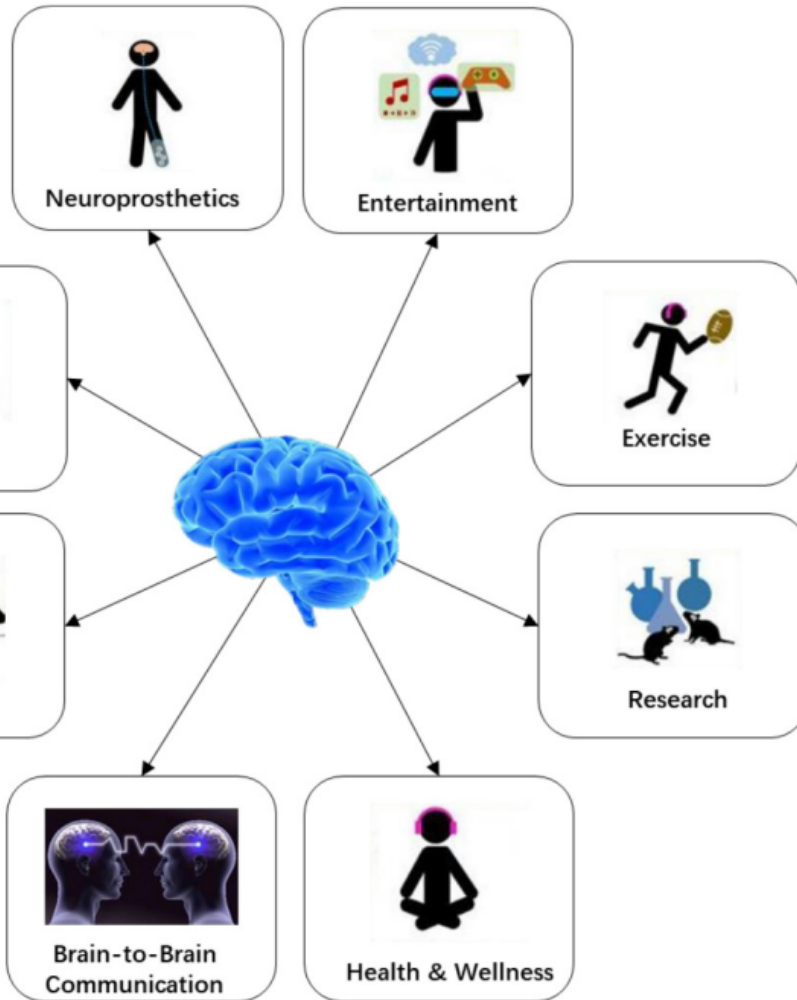 Neuroprosthetics
Entertainment
Exercise
Research
Brain-to-Brain
Communication
Health & Wellness